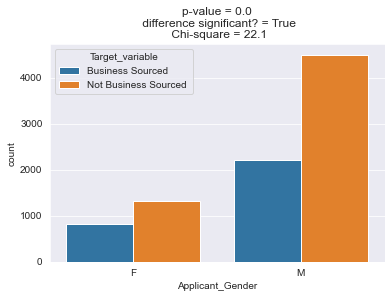 p-value = 0.0
difference significant? = True
Chi-square = 22.1
Target_variable
Business Sourced
Not Business Sourced
4000
3000
2000
1000
0
count
F
M
Applicant_Gender